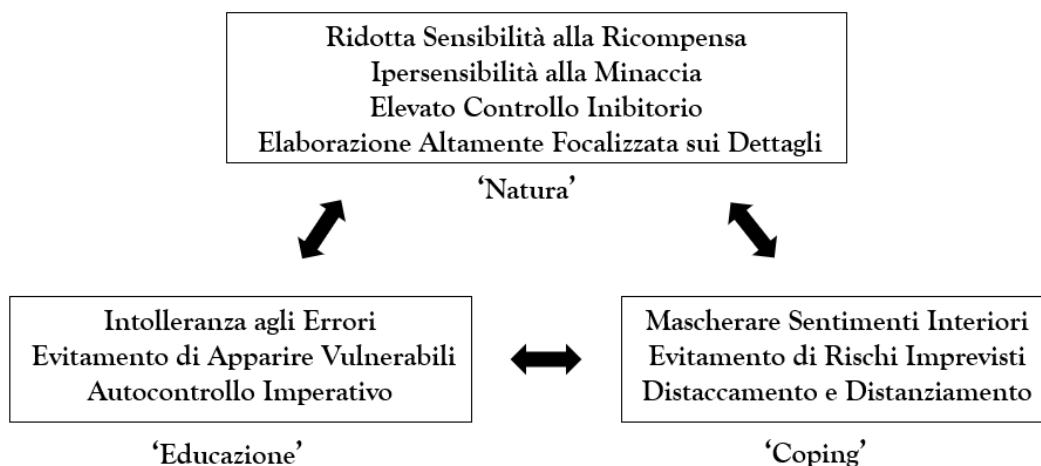 Ridotta Sensibilità alla Ricompensa
Ipersensibilità alla Minaccia
Elevato Controllo Inibitorio
Elaborazione Altamente Focalizzata sui Dettagli
‘Natura’
Intolleranza agli Errori
Evitamento di Apparire Vulnerabili
Autocontrollo Imperativo
‘Educazione’
Mascherare Sentimenti Interiori
Evitamento di Rischi Imprevisti
Distaccamento e Distanziamento
‘Coping’